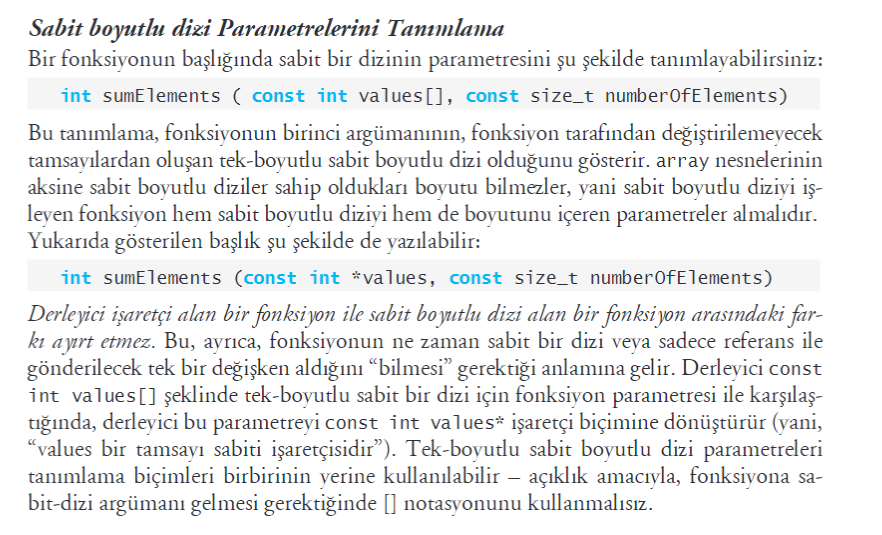 Sabit boyutlu dizi Parametrelerini Tanımlama
Bir fonksiyonun başlığında sabit bir dizinin parametresini şu şekilde tanımlayabilirsiniz:
int sumElements ( const int values[], const size_t numberOfElements)
Bu tanımlama, fonksiyonun birinci argümanının, fonksiyon tarafından değiştirilemeyecek
tamsayılardan oluşan tek-boyutlu sabit boyutlu dizi olduğunu gösterir. array nesnelerinin
aksine sabit boyutlu diziler sahip oldukları boyutu bilmezler, yani sabit boyutlu diziyi iş-
leyen fonksiyon hem sabit boyutlu diziyi hem de boyutunu içeren parametreler almalıdır.
Yukarıda gösterilen başlık şu şekilde de yazılabilir:
int sumElements (const int *values, const size_t numberOfElements)
Derleyici işaretçi alan bir fonksiyon ile sabit boyutlu dizi alan bir fonksiyon arasındaki far-
kı ayırt etmez. Bu, ayrıca, fonksiyonun ne zaman sabit bir dizi veya sadece referans ile
gönderilecek tek bir değişken aldığını “bilmesi” gerektiği anlamına gelir. Derleyici const
int values[] şeklinde tek-boyutlu sabit bir dizi için fonksiyon parametresi ile karşılaş-
tığında, derleyici bu parametreyi const int values* işaretçi biçimine dönüştürür (yani,
“values bir tamsayı sabiti işaretçisidir”). Tek-boyutlu sabit boyutlu dizi parametreleri
tanımlama biçimleri birbirinin yerine kullanılabilir – açıklık amacıyla, fonksiyona sa-
bit-dizi argümanı gelmesi gerektiğinde [] notasyonunu kullanmalısız.